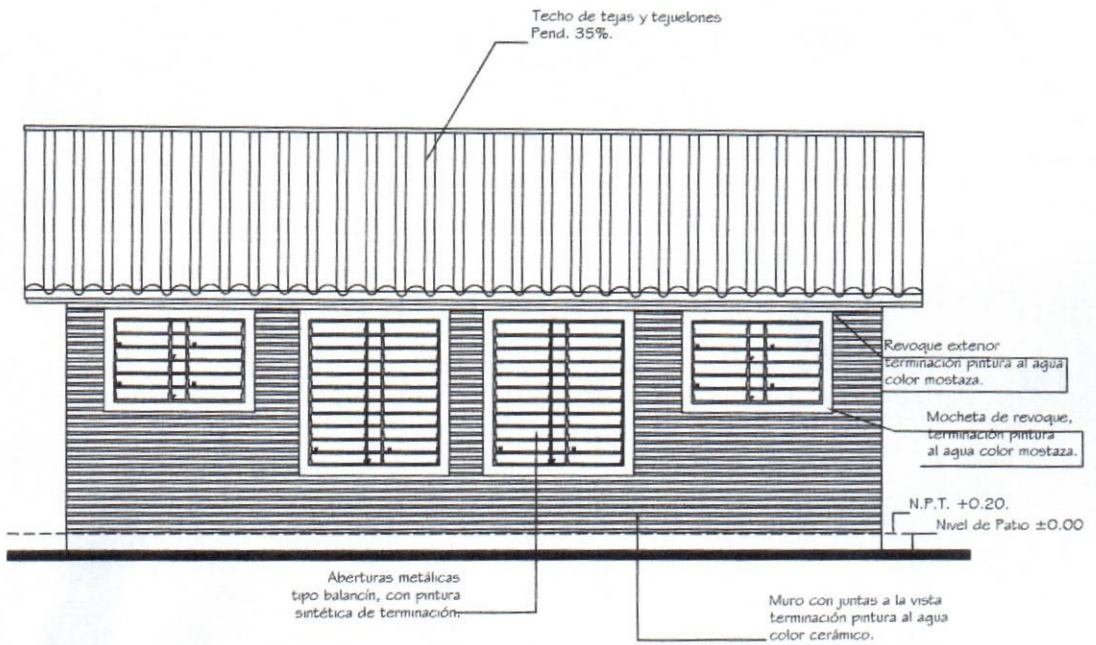 Techo de tejas y tejuelones
Pend. 35%.
Revoque exterior
terminación pintura al agua
color mostaza.
Mocheta de revoque,
terminación pintura
al agua color mostaza.
N.P.T. +0.20.
Nivel de Patio ±0.00
Aberturas metálicas
tipo balancín, con pintura
sintética de terminación.
Muro con juntas a la vista
terminación pintura al agua
color cerámico.